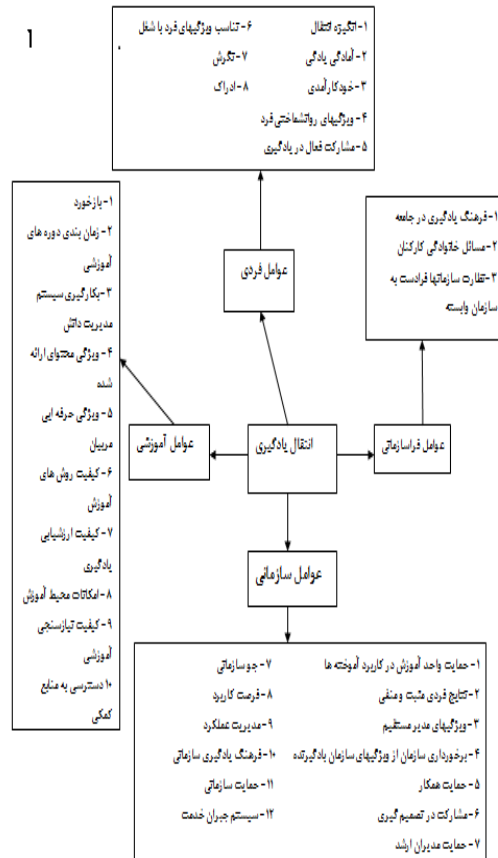 1
۱- انگیزه انتقال
۲- آمادگی یادگی
۳- خودکارآمدی
۴- ویژگیهای روانشناختی فرد
۵- مشارکت فعال در یادگیری
۶- تناسب ویژگیهای فرد با شغل
۷- نگرش
۸- ادراک
۱- فرهنگ یادگیری در جامعه
۲- مسائل خانوادگی کارکنان
۳- نظارت سازمانها فرادست به
سازمان وابسته
۱- بازخورد
۲- زمان بندی دوره های
آموزشی
۳- بکارگیری سیستم
مدیریت دانش
۴- ویژگی محتوای ارائه
شده
۵- ویژگی حرفه ایی
مربیان
۶- کیفیت روش های
آموزش
۷- کیفیت ارزشیابی
یادگیری
۸- امکانات محیط آموزش
۹- کیفیت نیازسنجی
آموزشی
۱۰ دسترسی به منابع
کمکی
عوامل فردی
عوامل آموزشی
انتقال یادگیری
عوامل فراسازمانی
عوامل سازمانی
۱- حمایت واحد آموزش در کاربرد آموخته ها
۲- نتایج فردی مثبت و منفی
۳- ویژگیهای مدیر مستقیم
۴- برخورداری سازمان از ویژگیهای سازمان یادگیرنده
۵- حمایت همکار
۶- مشارکت در تصمیم گیری
۷- حمایت مدیران ارشد
۷- جو سازمانی
۸- فرصت کاربرد
۹- مدیریت عملکرد
۱۰- فرهنگ یادگیری سازمانی
۱۱- حمایت سازمانی
۱۲- سیستم جبران خدمت